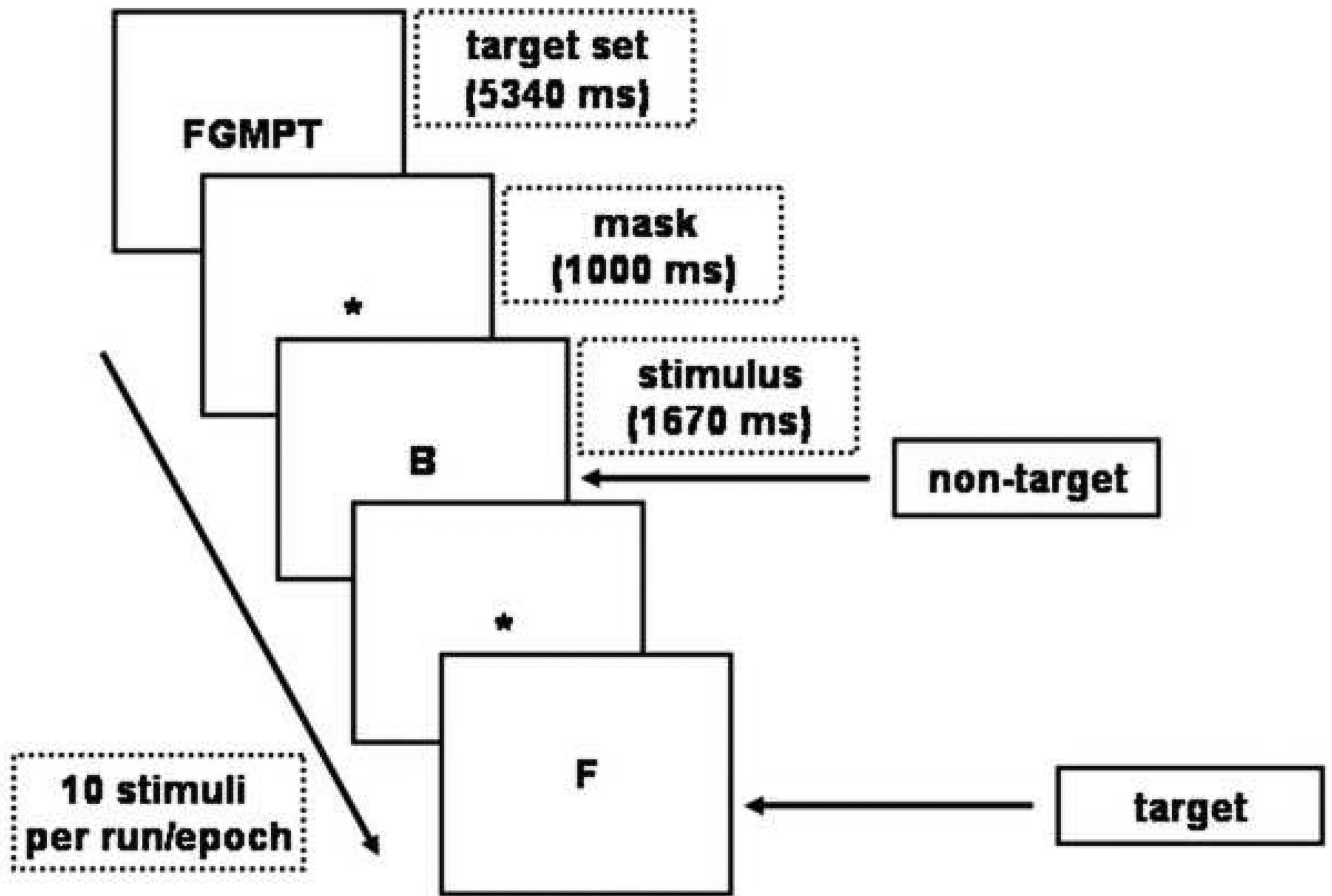 target set
(5340 ms)
FGMPT
mask
(1000 ms)
*
stimulus
(1670 ms)
B
non-target
*
F
10 stimuli
per run/epoch
target